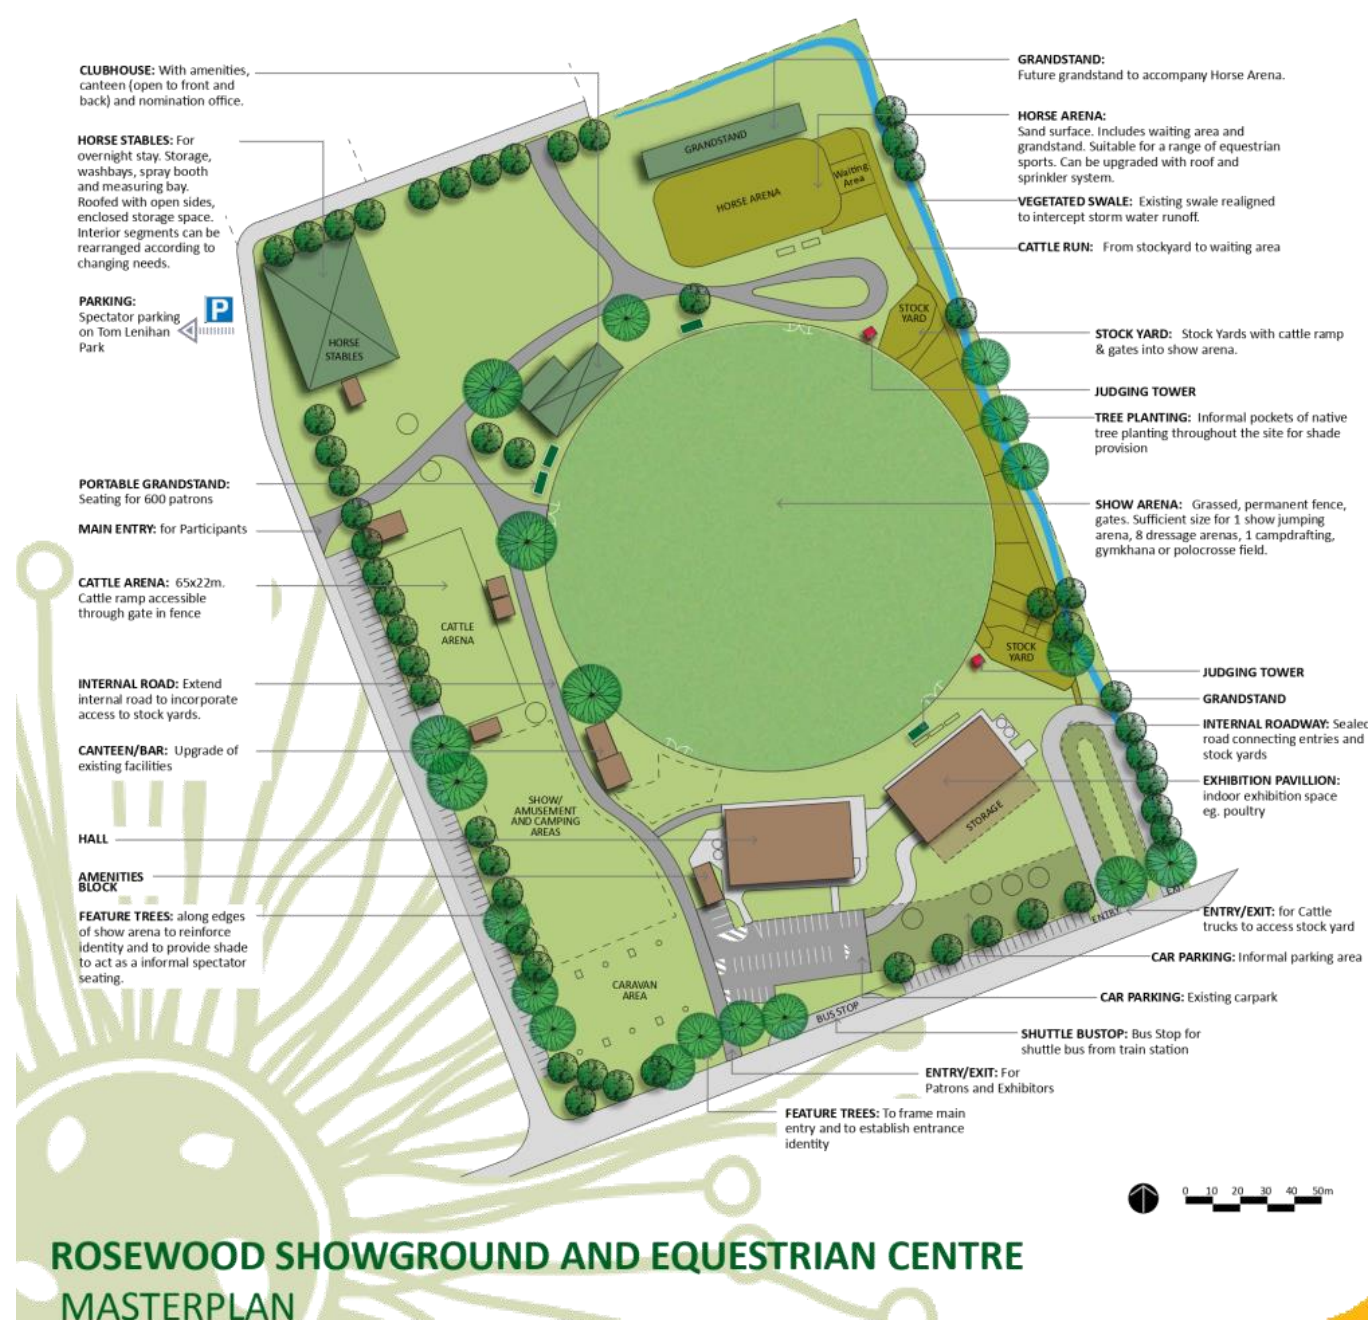 CLUBHOUSE: With amenities,
canteen (open to front and
back) and nomination office.
HORSE STABLES: For
overnight stay. Storage,
washbays, spray booth
and measuring bay.
Roofed with open sides,
enclosed storage space.
Interior segments can be
rearranged according to
changing needs.
PARKING:
Spectator parking
on Tom Lenihan
Park
P
PORTABLE GRANDSTAND:
Seating for 600 patrons
MAIN ENTRY: for Participants
CATTLE ARENA: 65x22m.
Cattle ramp accessible
through gate in fence
INTERNAL ROAD: Extend
internal road to incorporate
access to stock yards.
CANTEEN/BAR: Upgrade of
existing facilities
HALL
AMENITIES
BLOCK
FEATURE TREES: along edges
of show arena to reinforce
identity and to provide shade
to act as a informal spectator
seating.
GRANDSTAND
HORSE ARENA
Waiting
Area
STOCK
YARD
HORSE
STABLES
CATTLE
ARENA
STOCK
YARD
SHOW/
AMUSEMENT
AND CAMPING
AREAS
STORAGE
CARAVAN
AREA
BUS STOP
ENTRY
EXIT
GRANDSTAND:
Future grandstand to accompany Horse Arena.
HORSE ARENA:
Sand surface. Includes waiting area and
grandstand. Suitable for a range of equestrian
sports. Can be upgraded with roof and
sprinkler system.
VEGETATED SWALE: Existing swale realigned
to intercept storm water runoff.
CATTLE RUN: From stockyard to waiting area
STOCK YARD: Stock Yards with cattle ramp
& gates into show arena.
JUDGING TOWER
TREE PLANTING: Informal pockets of native
tree planting throughout the site for shade
provision
SHOW ARENA: Grassed, permanent fence,
gates. Sufficient size for 1 show jumping
arena, 8 dressage arenas, 1 campdrafting,
gymkhana or polocrosse field.
JUDGING TOWER
GRANDSTAND
INTERNAL ROADWAY: Sealed
road connecting entries and
stock yards
EXHIBITION PAVILLION:
indoor exhibition space
eg. poultry
ENTRY/EXIT: for Cattle
trucks to access stock yard
CAR PARKING: Informal parking area
CAR PARKING: Existing carpark
SHUTTLE BUSTOP: Bus Stop for
shuttle bus from train station
ENTRY/EXIT: For
Patrons and Exhibitors
FEATURE TREES: To frame main
entry and to establish entrance
identity
0 10 20 30 40 50m
ROSEWOOD SHOWGROUND AND EQUESTRIAN CENTRE
MASTERPLAN